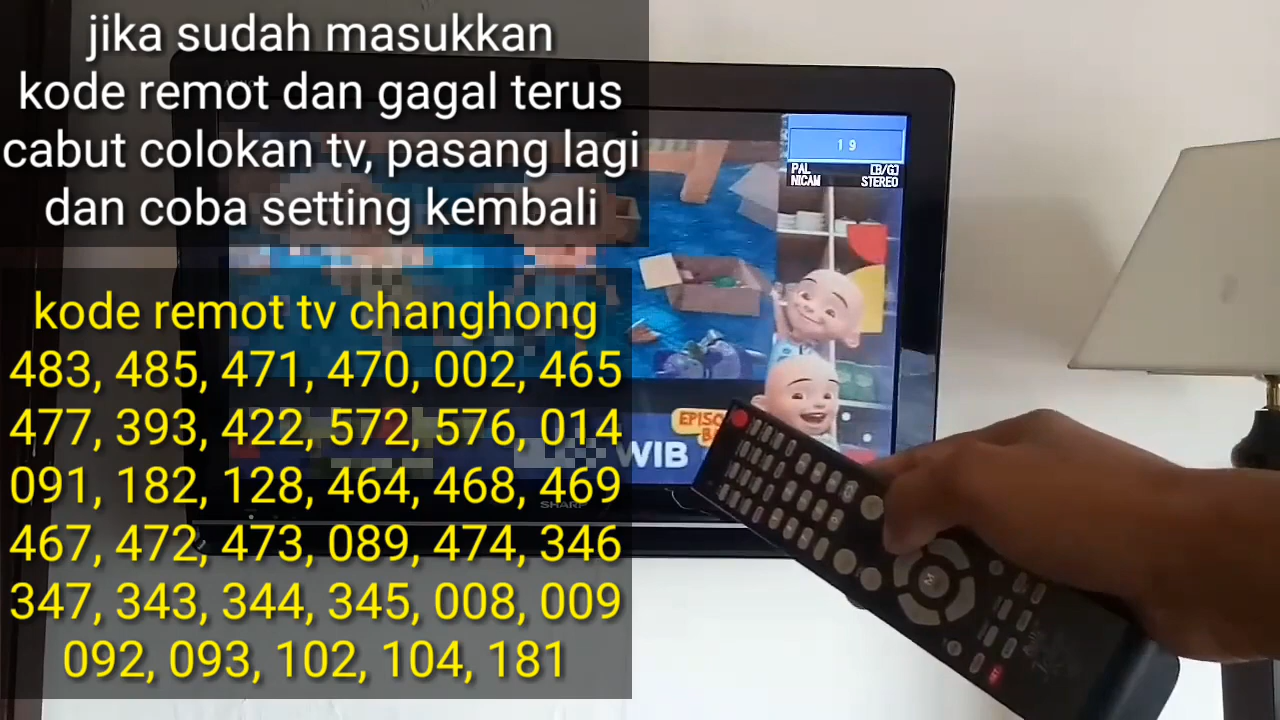 jika sudah masukkan
kode remot dan gagal terus
cabut colokan tv, pasang lagi
dan coba setting kembali
19
PAL [B/G]
NICAM STEREO
kode remot tv changhong
483, 485, 471, 470, 002, 465
477, 393, 422, 572, 576, 014
091, 182, 128, 464, 468, 469
467, 472, 473, 089, 474, 346
347, 343, 344, 345, 008, 009
092, 093, 102, 104, 181
WIB
SHARP
M